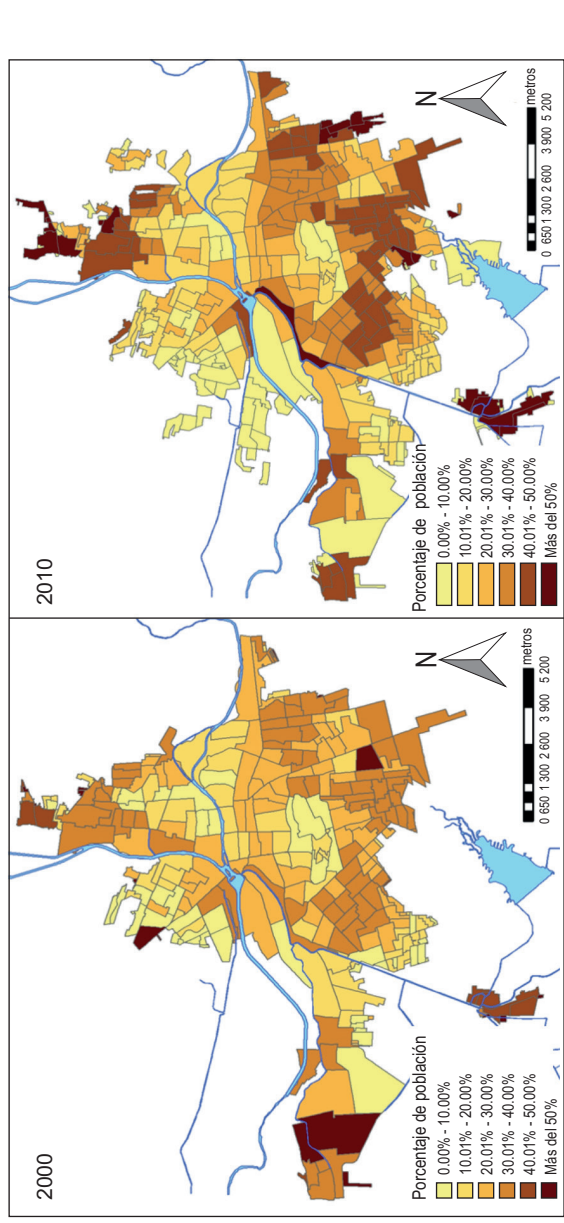 2000
Porcentaje de población
0.00% - 10.00%
10.01% - 20.00%
20.01% - 30.00%
30.01% - 40.00%
40.01% - 50.00%
Más del 50%
N
metros
0 650 1 300 2 600 3 900 5 200
2010
Porcentaje de población
0.00% - 10.00%
10.01% - 20.00%
20.01% - 30.00%
30.01% - 40.00%
40.01% - 50.00%
Más del 50%
N
metros
0 650 1 300 2 600 3 900 5 200